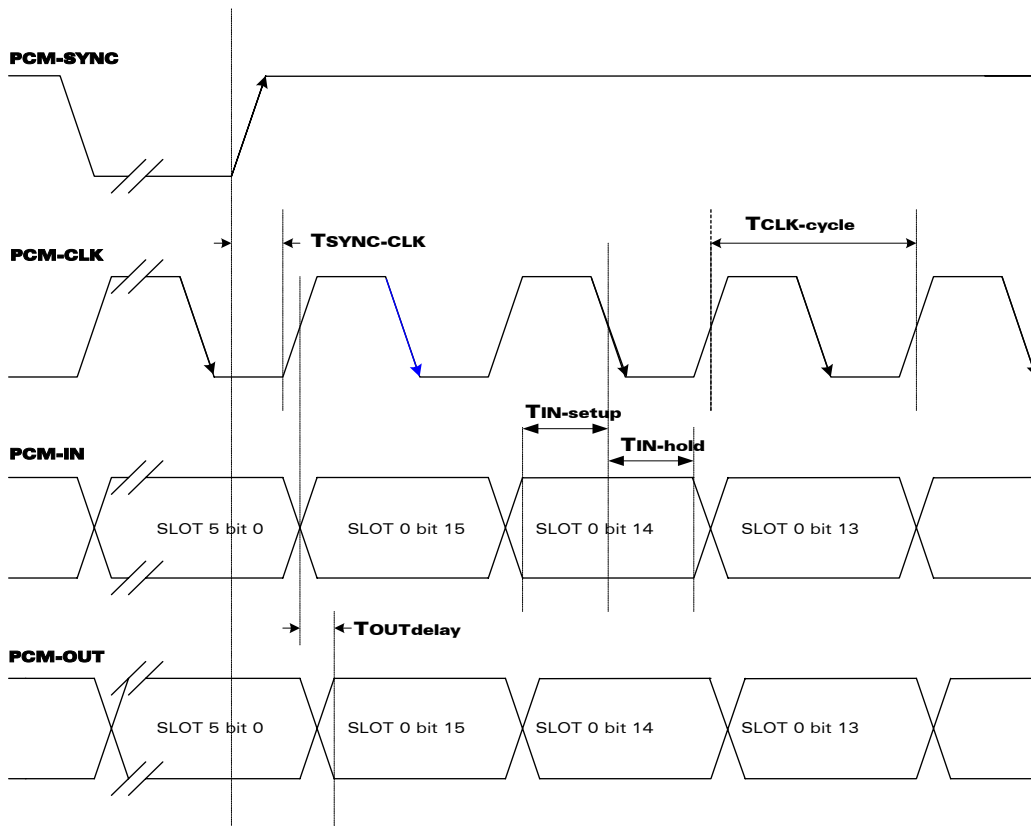 PCM-SYNC
TSYNC-CLK
TCLK-cycle
PCM-CLK
TIN-setup
TIN-hold
PCM-IN
SLOT 5 bit 0
SLOT 0 bit 15
SLOT 0 bit 14
SLOT 0 bit 13
TOUTdelay
PCM-OUT
SLOT 5 bit 0
SLOT 0 bit 15
SLOT 0 bit 14
SLOT 0 bit 13